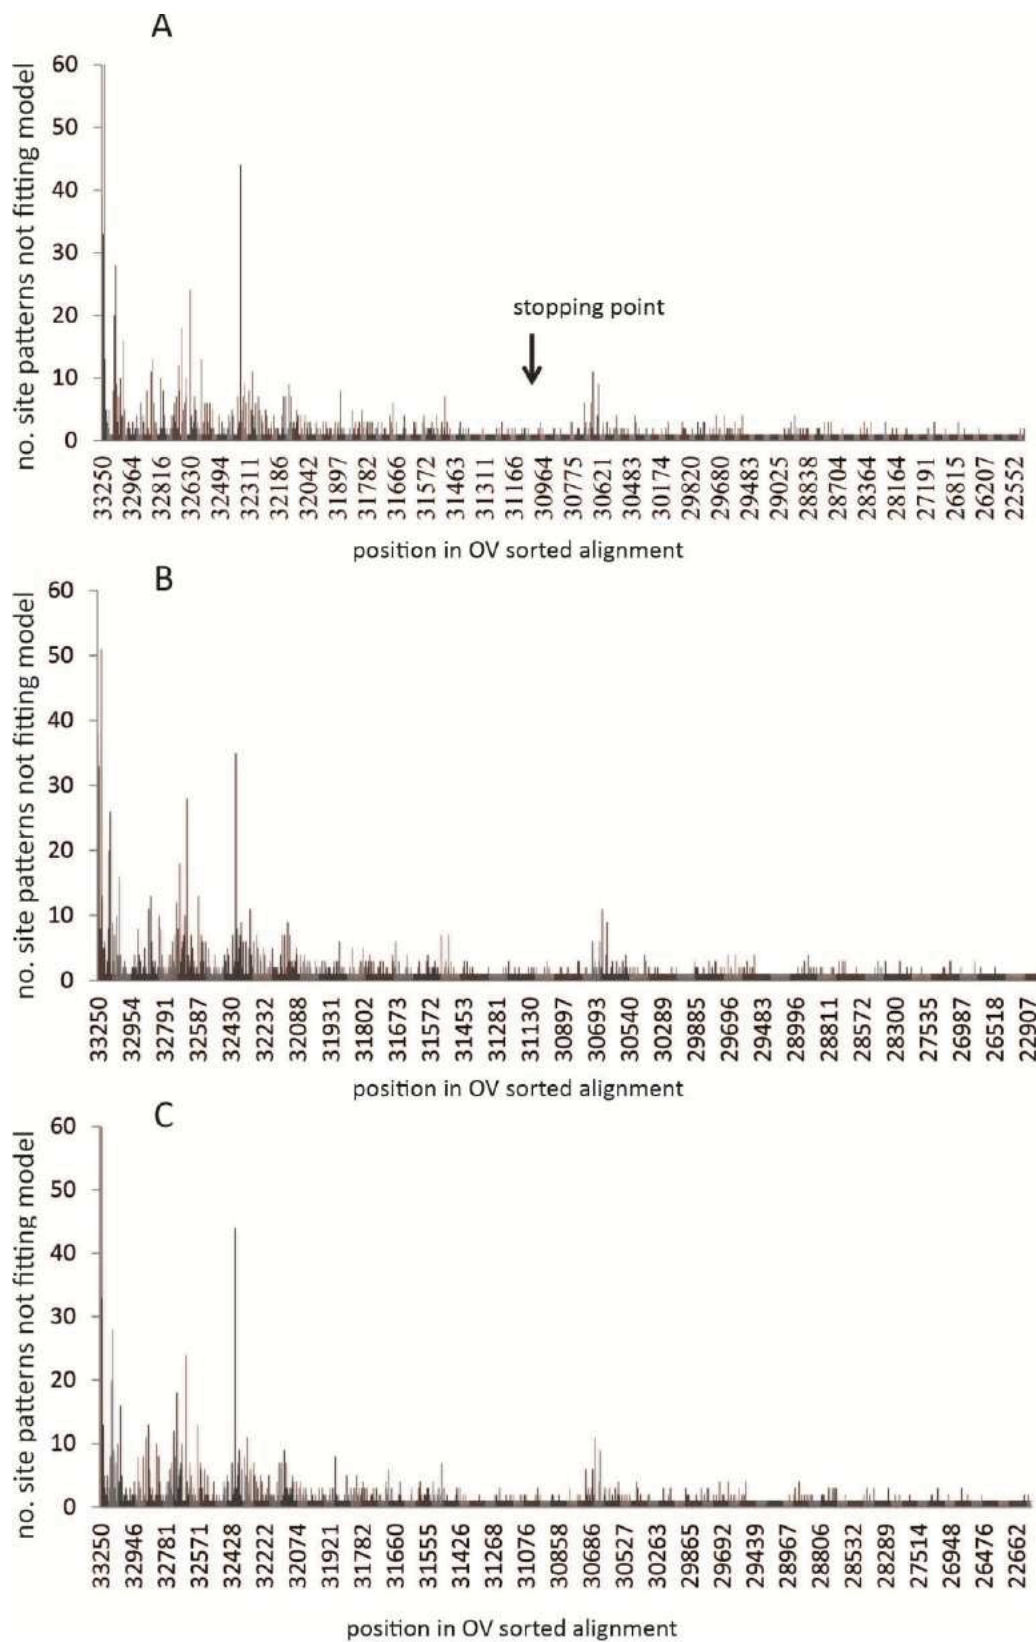 A
no. site patterns not fitting model
60
50
40
30
20
10
0
stopping point
33250 32964 32816 32630 32494 32311 32186 32042 31897 31782 31666 31572 31463 31311 31166 30964 30775 30621 30483 30174 29820 29680 29483 29025 28838 28704 28364 28164 27191 26815 26207 22552
position in OV sorted alignment
B
no. site patterns not fitting model
60
50
40
30
20
10
0
33250 32954 32791 32587 32430 32232 32088 31931 31802 31673 31572 31453 31281 31130 30897 30693 30540 30289 29885 29696 29483 28996 28811 28572 28300 27535 26987 26518 22907
position in OV sorted alignment
C
no. site patterns not fitting model
60
50
40
30
20
10
0
33250 32946 32781 32571 32428 32222 32074 31921 31782 31660 31555 31426 31268 31076 30858 30686 30527 30263 29865 29692 29439 28967 28806 28532 28289 27514 26948 26476 22662
position in OV sorted alignment